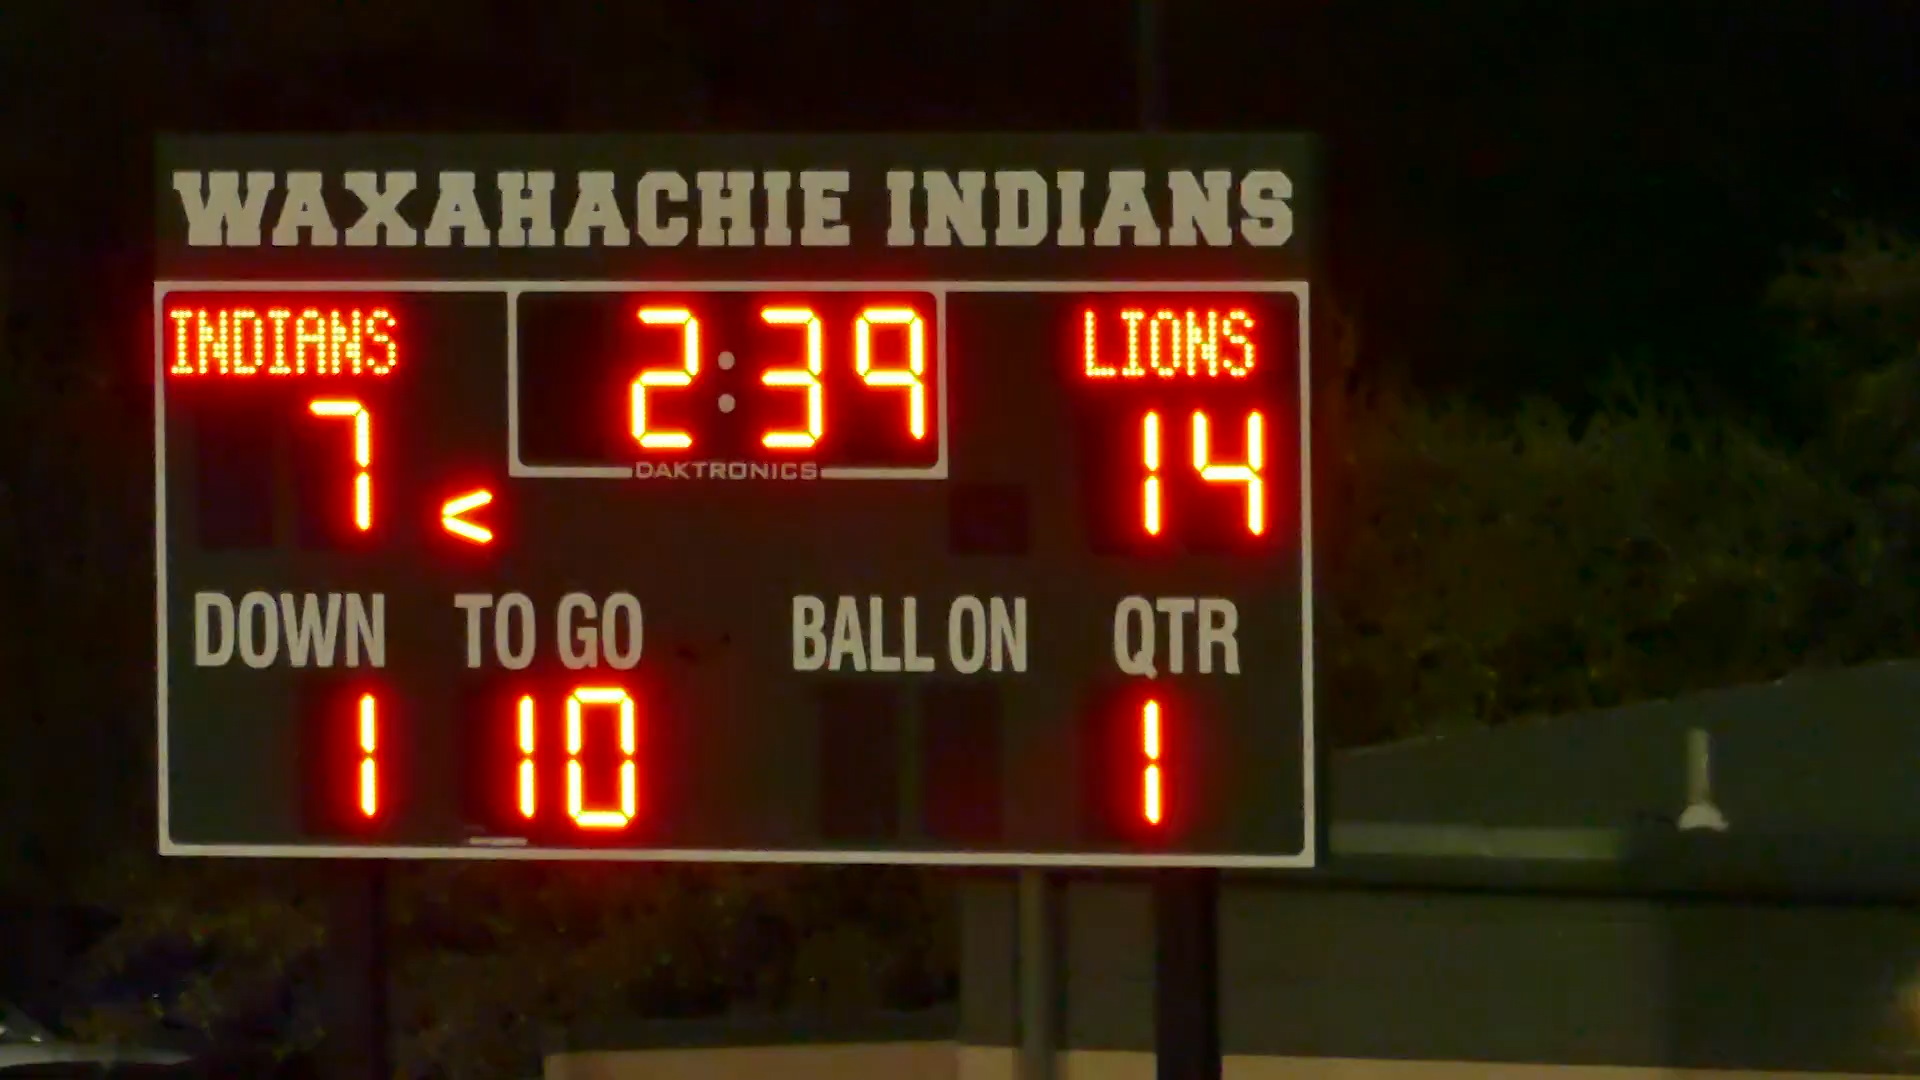 WAXAHACHIE INDIANS
INDIANS 2:39 LIONS
DAKTRONICS
7 < 14
DOWN TO GO BALL ON QTR
1 10 1